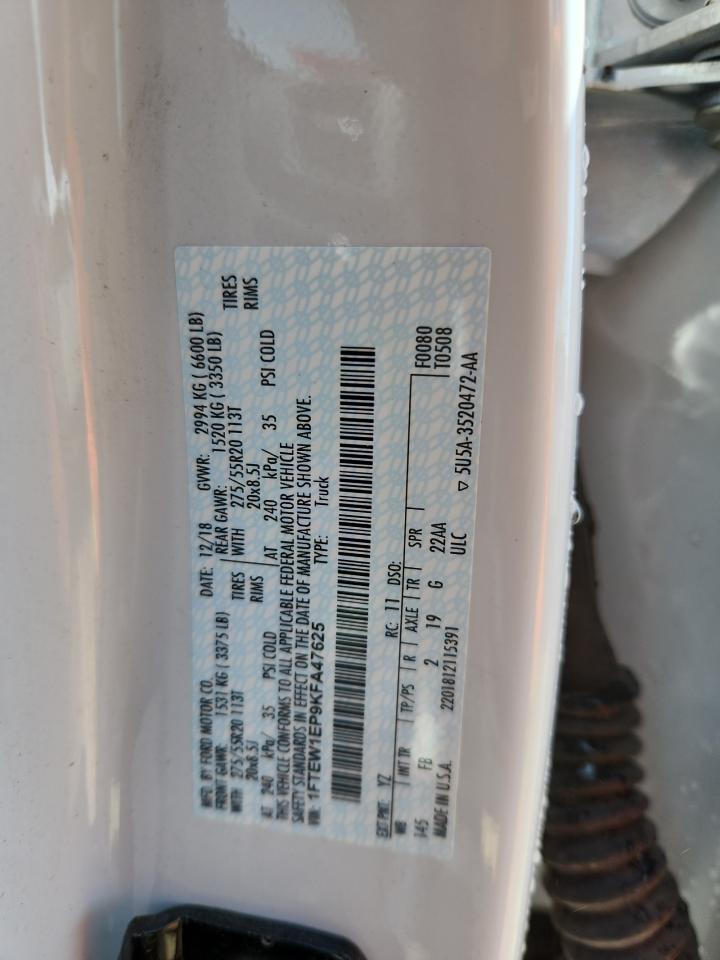 MFD. BY FORD MOTOR CO. DATE: 12/18 GVWR: 2994 KG ( 6600 LB)
FRONT GAWR: 1531 KG ( 3375 LB) REAR GAWR: 1520 KG ( 3350 LB)
WITH 275/55R20 113T TIRES WITH 275/55R20 113T TIRES
20x8.5J RIMS 20x8.5J RIMS
AT 240 kPa/ 35 PSI COLD AT 240 kPa/ 35 PSI COLD
THIS VEHICLE CONFORMS TO ALL APPLICABLE FEDERAL MOTOR VEHICLE
SAFETY STANDARDS IN EFFECT ON THE DATE OF MANUFACTURE SHOWN ABOVE.
VIN: 1FTEW1EP9KFA47625 TYPE: Truck
EXT PNT: YZ RC: 11 DSO: F0080
WB INT TR TP/PS R AXLE TR SPR T0508
145 FB 2 19 G 22AA
MADE IN U.S.A. 2201812115391 ULC ▽ 5U5A-3520472-AA